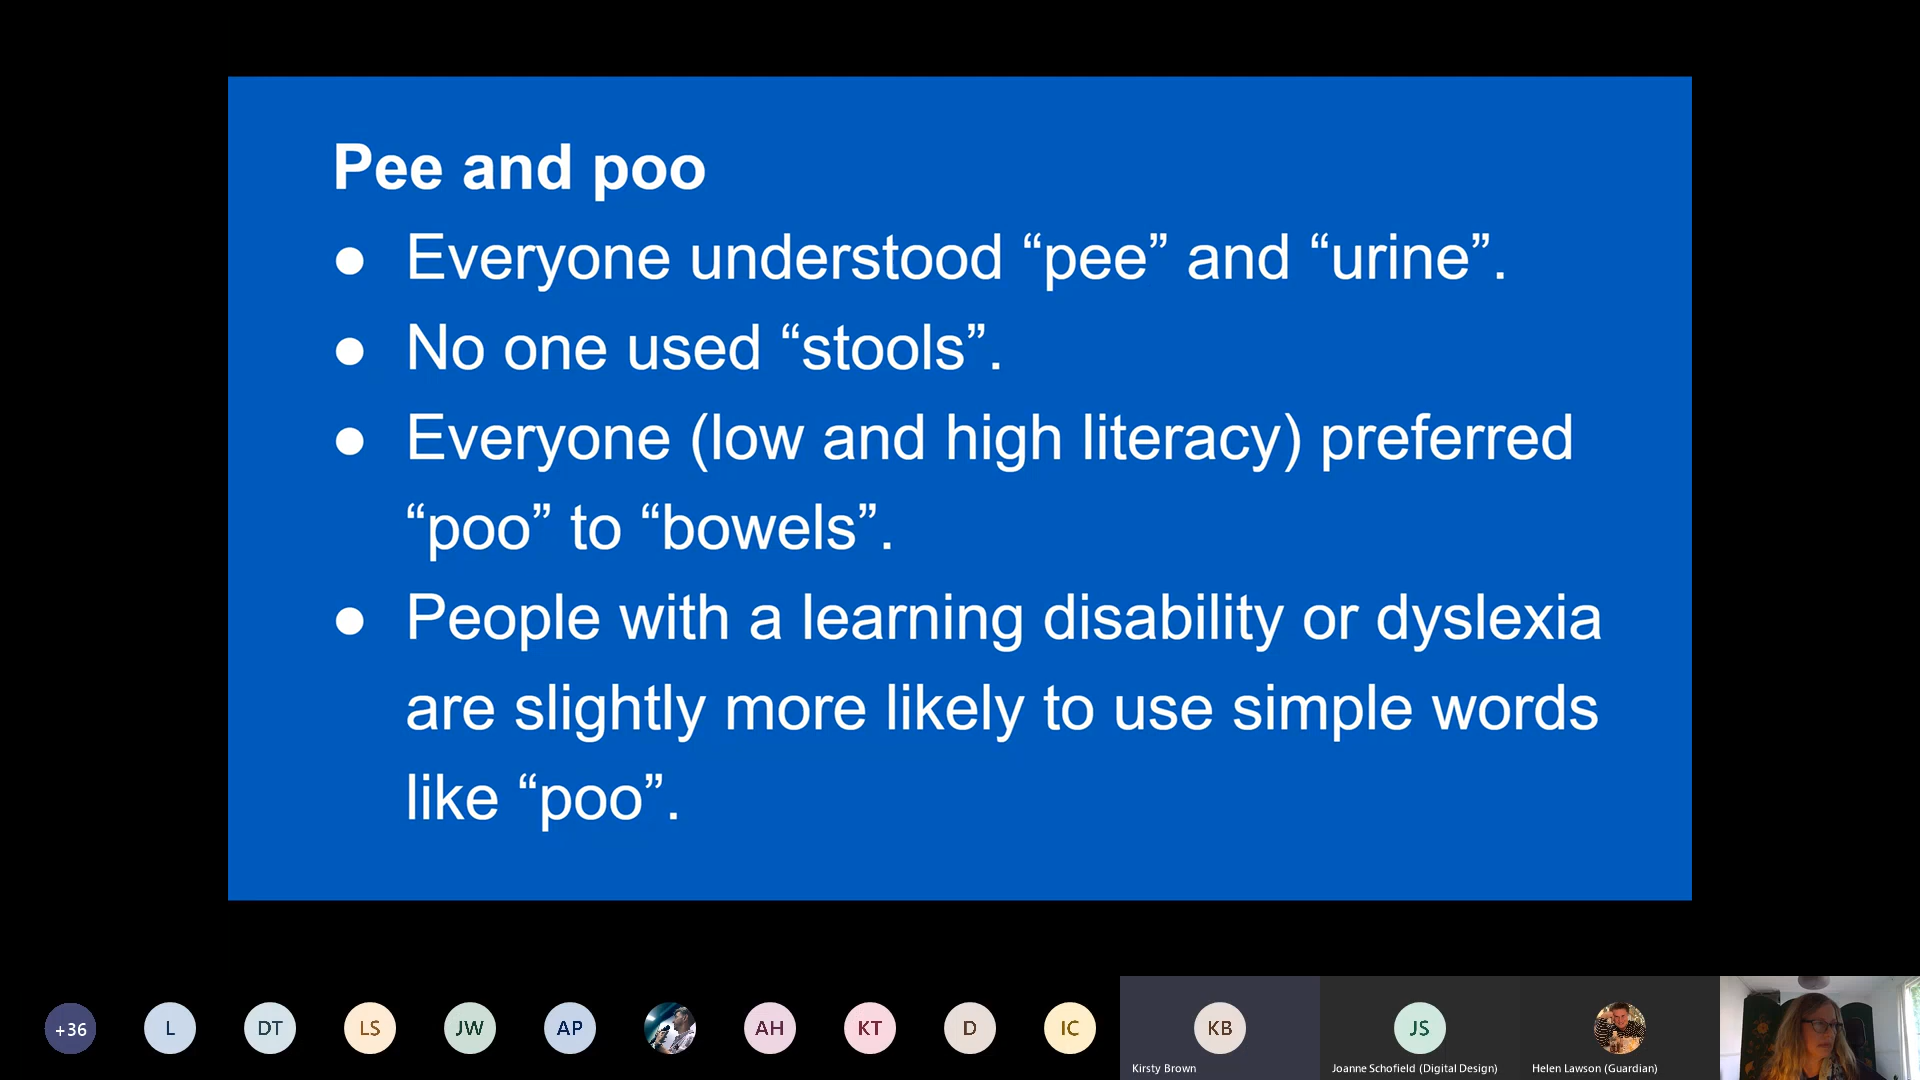 Pee and poo
● Everyone understood “pee” and “urine”.
● No one used “stools”.
● Everyone (low and high literacy) preferred
“poo” to “bowels”.
● People with a learning disability or dyslexia
are slightly more likely to use simple words
like “poo”.
+36
L
DT
LS
JW
AP
AH
KT
D
IC
KB
JS
Kirsty Brown
Joanne Schofield (Digital Design)
Helen Lawson (Guardian)